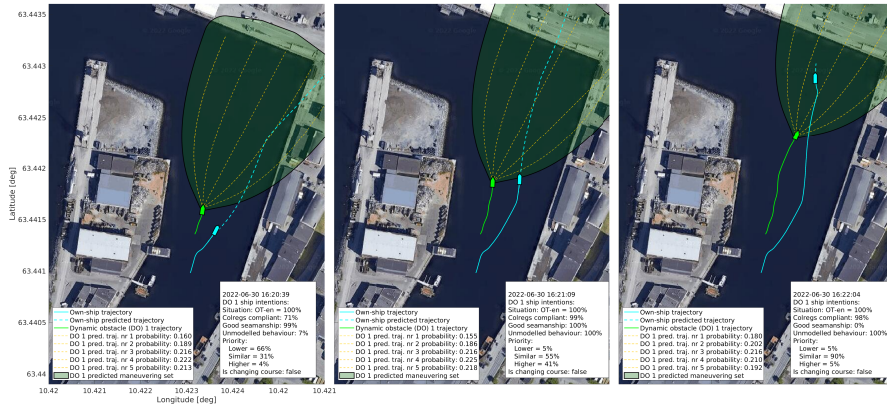 63.4435
63.443
63.4425
63.442
63.4415
63.441
63.4405
63.44
Latitude [deg]
10.42
10.421
10.422
10.423
10.424
10.425
10.421
Longitude [deg]
Own-ship trajectory
Own-ship predicted trajectory
Dynamic obstacle (DO) 1 trajectory
DO 1 pred. traj. nr 1 probability: 0.160
DO 1 pred. traj. nr 2 probability: 0.189
DO 1 pred. traj. nr 3 probability: 0.216
DO 1 pred. traj. nr 4 probability: 0.222
DO 1 pred. traj. nr 5 probability: 0.213
DO 1 predicted maneuvering set
2022-06-30 16:20:39
DO 1 ship intentions:
Situation: OT-en = 100%
Colregs compliant: 71%
Good seamanship: 99%
Unmodelled behaviour: 7%
Priority:
Lower = 66%
Similar = 31%
Higher = 4%
Is changing course: false
Own-ship trajectory
Own-ship predicted trajectory
Dynamic obstacle (DO) 1 trajectory
DO 1 pred. traj. nr 1 probability: 0.155
DO 1 pred. traj. nr 2 probability: 0.186
DO 1 pred. traj. nr 3 probability: 0.216
DO 1 pred. traj. nr 4 probability: 0.225
DO 1 pred. traj. nr 5 probability: 0.218
DO 1 predicted maneuvering set
2022-06-30 16:21:09
DO 1 ship intentions:
Situation: OT-en = 100%
Colregs compliant: 99%
Good seamanship: 100%
Unmodelled behaviour: 100%
Priority:
Lower = 5%
Similar = 55%
Higher = 41%
Is changing course: false
Own-ship trajectory
Own-ship predicted trajectory
Dynamic obstacle (DO) 1 trajectory
DO 1 pred. traj. nr 1 probability: 0.180
DO 1 pred. traj. nr 2 probability: 0.202
DO 1 pred. traj. nr 3 probability: 0.216
DO 1 pred. traj. nr 4 probability: 0.210
DO 1 pred. traj. nr 5 probability: 0.192
DO 1 predicted maneuvering set
2022-06-30 16:22:04
DO 1 ship intentions:
Situation: OT-en = 100%
Colregs compliant: 98%
Good seamanship: 0%
Unmodelled behaviour: 100%
Priority:
Lower = 5%
Similar = 90%
Higher = 5%
Is changing course: false